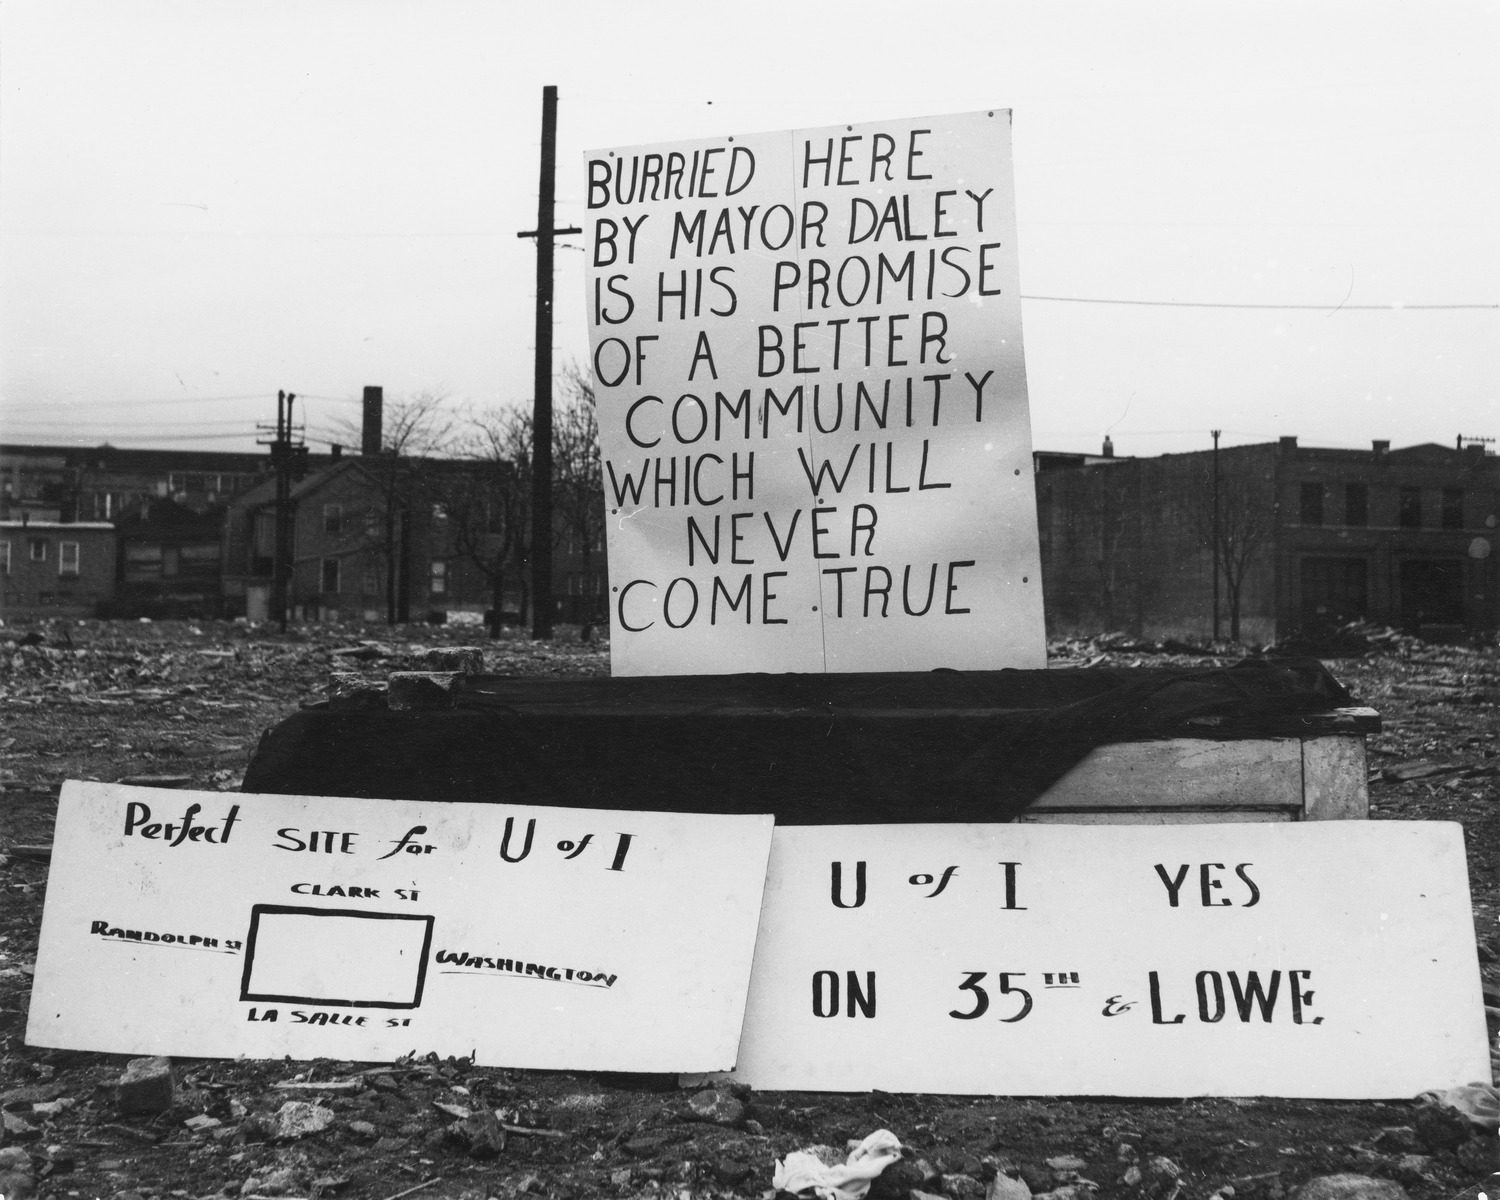 BURRIED HERE
BY MAYOR DALEY
IS HIS PROMISE
OF A BETTER
COMMUNITY
WHICH WILL
NEVER
COME TRUE
Perfect SITE for U of I
CLARK ST
RANDOLPH ST
WASHINGTON
LA SALLE ST
U of I YES
ON 35TH & LOWE